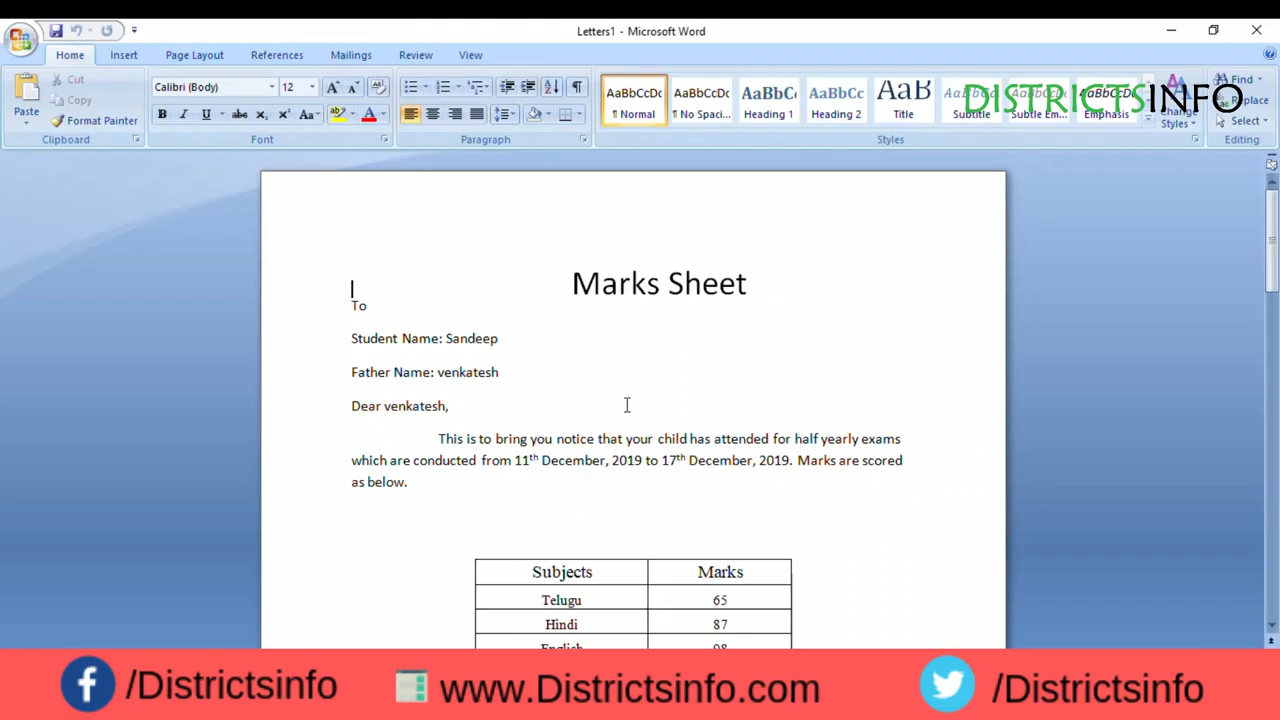 Letters1 - Microsoft Word
Home Insert Page Layout References Mailings Review View
Paste
Cut
Copy
Format Painter
Clipboard
Calibri (Body) 12
Font
Paragraph
AaBbCcDc AaBbCcDc AaBbCc AaBbCc AaB
¶ Normal ¶ No Spaci... Heading 1 Heading 2 Title Subtitle Subtle Em... Emphasis
Change
Styles
Styles
Find
Replace
Select
Editing
DISTRICTSINFO
Marks Sheet
To
Student Name: Sandeep
Father Name: venkatesh
Dear venkatesh,
This is to bring you notice that your child has attended for half yearly exams
which are conducted from 11th December, 2019 to 17th December, 2019. Marks are scored
as below.
Subjects Marks
Telugu 65
Hindi 87
English 98
/Districtsinfo www.Districtsinfo.com /Districtsinfo